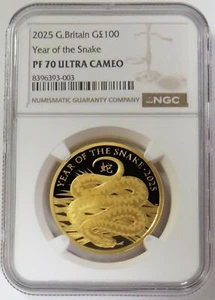 2025 G.Britain G£100
Year of the Snake
PF 70 ULTRA CAMEO
8396393-003
NUMISMATIC GUARANTY COMPANY
NGC
YEAR OF THE SNAKE · 2025
蛇